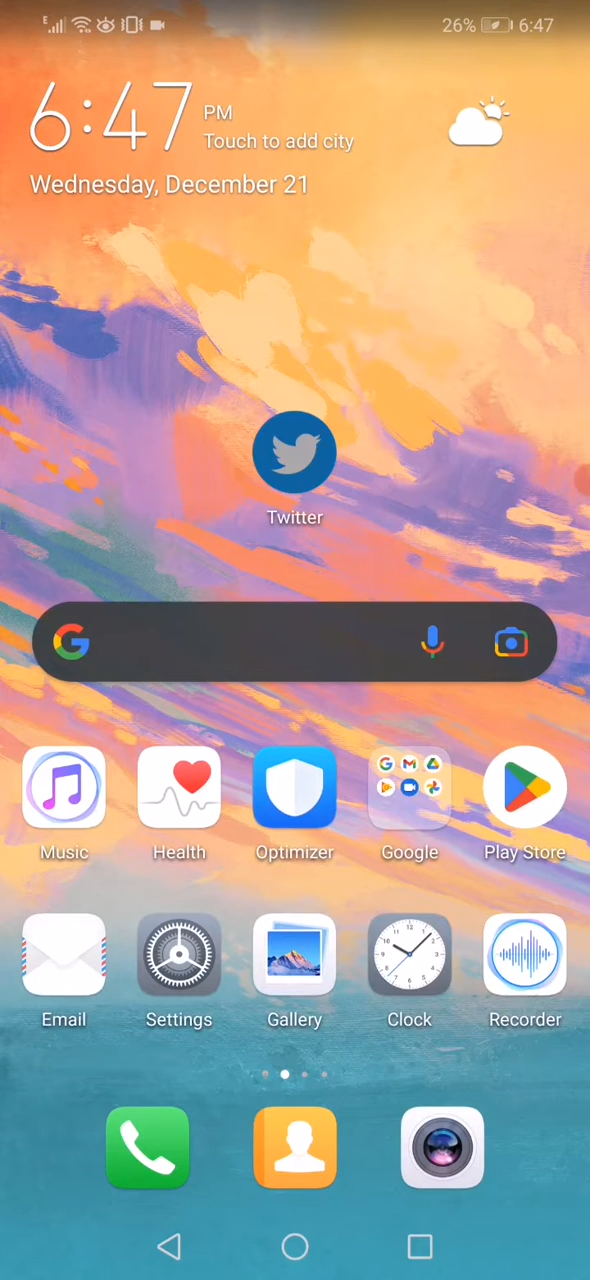 E 26% 6:47
6:47 PM
Touch to add city
Wednesday, December 21
Twitter
Music Health Optimizer Google Play Store
Email Settings Gallery Clock Recorder